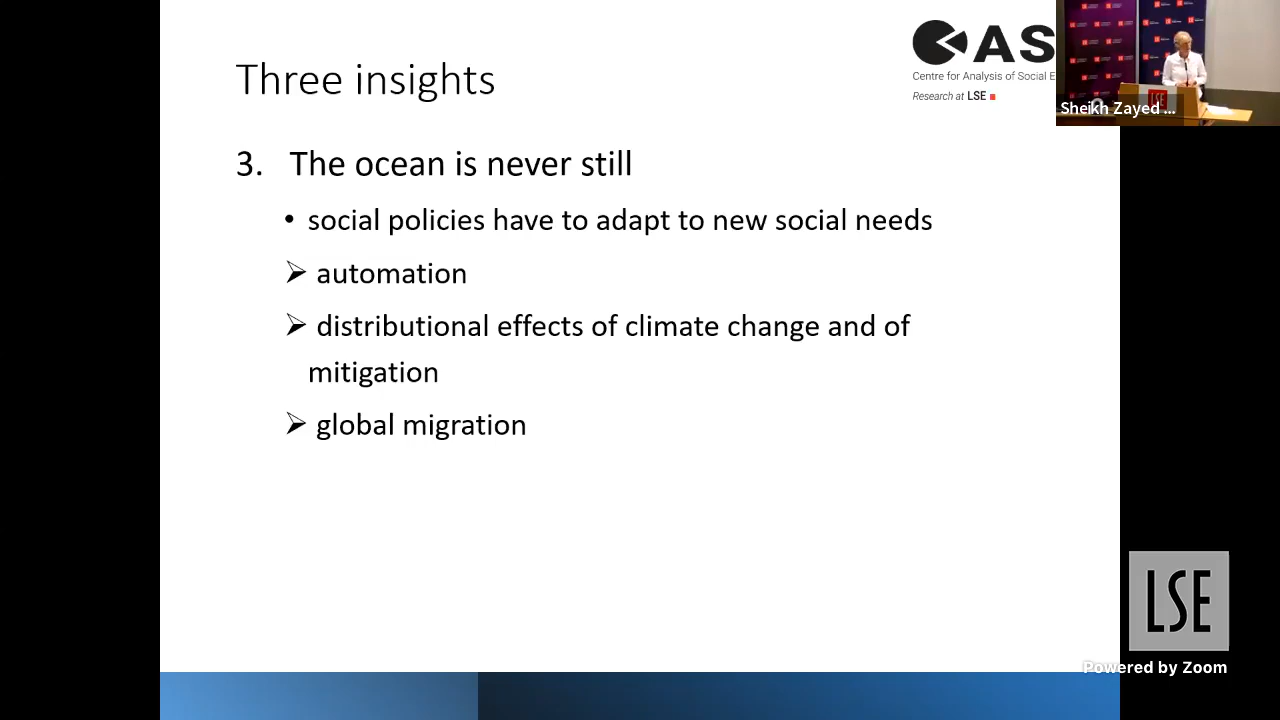 Three insights
CAS
Centre for Analysis of Social E
Research at LSE
3. The ocean is never still
• social policies have to adapt to new social needs
➢ automation
➢ distributional effects of climate change and of
mitigation
➢ global migration
Sheikh Zayed ...
LSE
LSE
Powered by Zoom